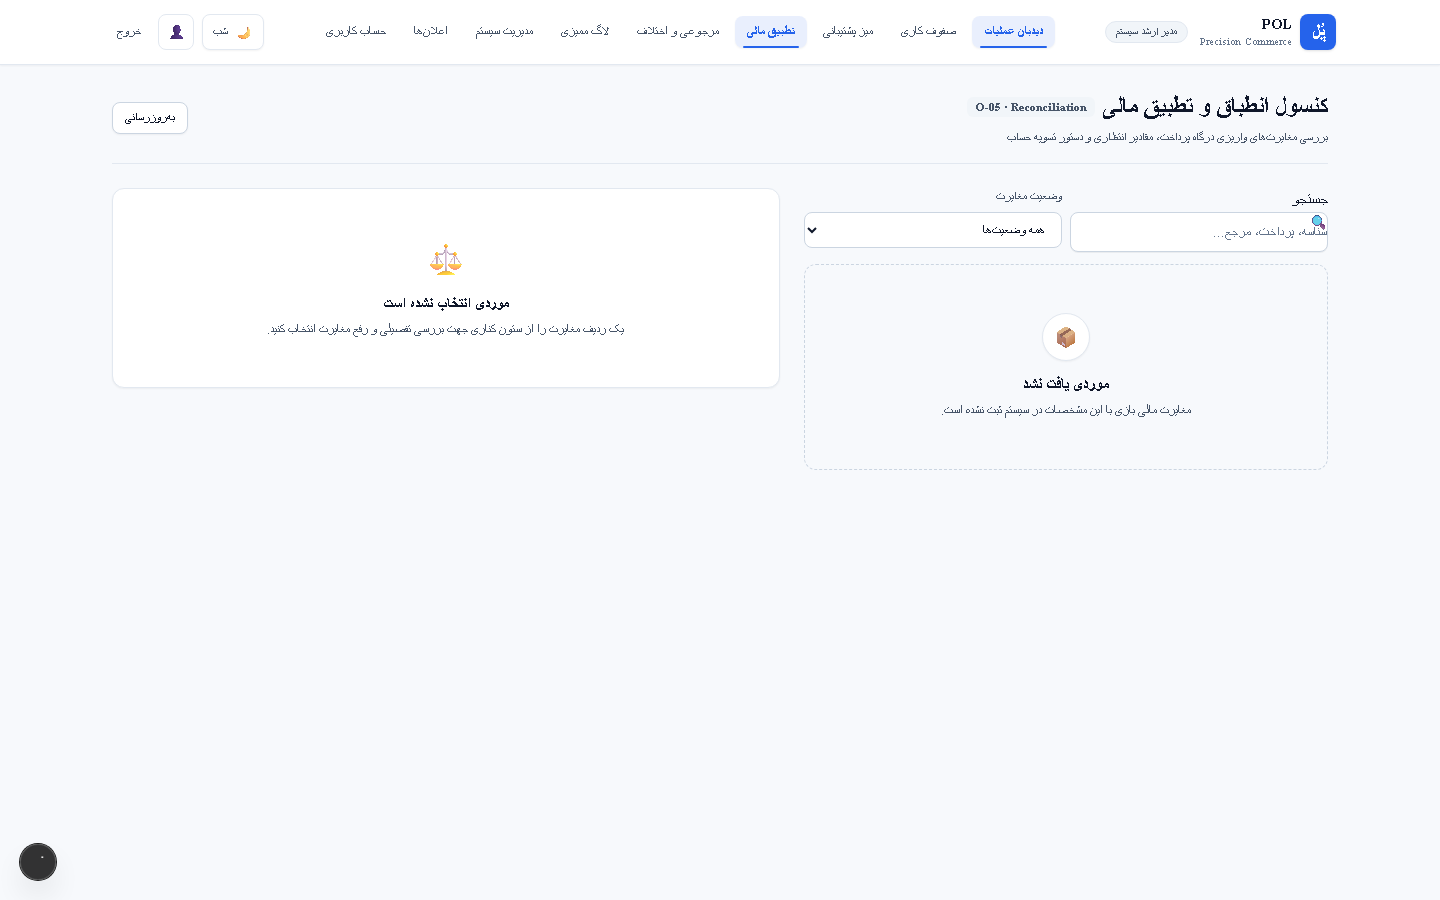 پُل
POL
Precision Commerce
مدیر ارشد سیستم
دیدبان عملیات
صفوف کاری
میز پشتیبانی
تطبیق مالی
مرجوعی و اختلاف
لاگ ممیزی
مدیریت سیستم
اعلان‌ها
حساب کاربری
شب
خروج
کنسول انطباق و تطبیق مالی
O-05 · Reconciliation
بررسی مغایرت‌های واریزی درگاه پرداخت، مقادیر انتظاری و دستور تسویه حساب
به‌روزرسانی
جستجو
شناسه، پرداخت، مرجع...
وضعیت مغایرت
همه وضعیت‌ها
موردی یافت نشد
مغایرت مالی بازی با این مشخصات در سیستم ثبت نشده است.
موردی انتخاب نشده است
یک ردیف مغایرت را از ستون کناری جهت بررسی تفصیلی و رفع مغایرت انتخاب کنید.